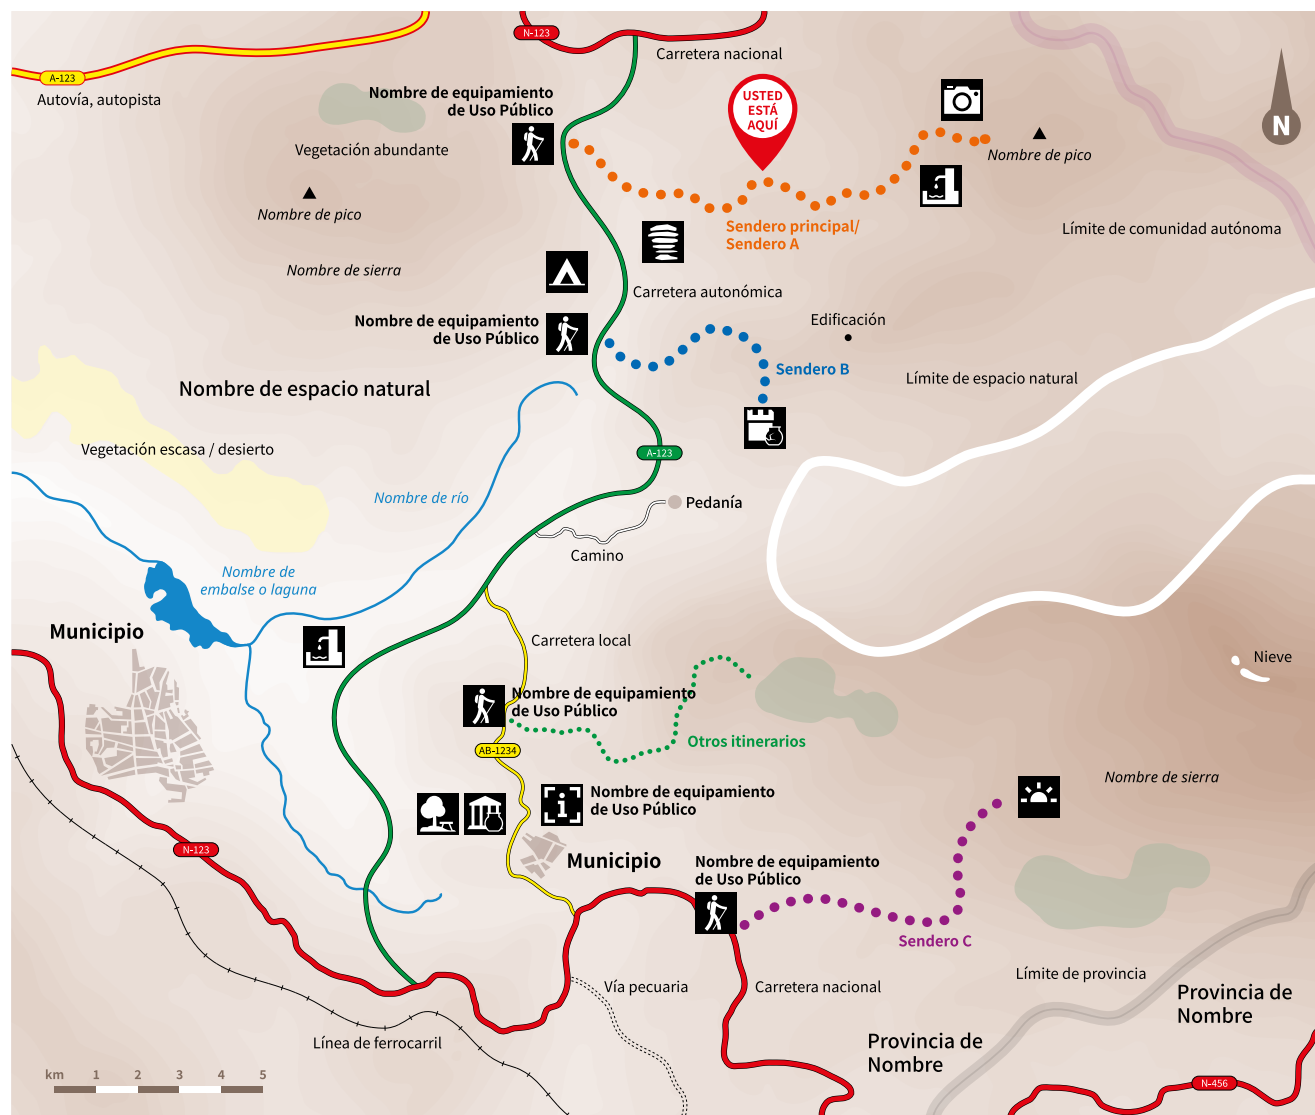 N-123
Carretera nacional
A-123
Autovía, autopista
Nombre de equipamiento
de Uso Público
USTED
ESTÁ
AQUÍ
N
Vegetación abundante
Nombre de pico
Nombre de pico
Sendero principal/
Sendero A
Límite de comunidad autónoma
Nombre de sierra
Carretera autonómica
Nombre de equipamiento
de Uso Público
Edificación
Sendero B
Límite de espacio natural
Nombre de espacio natural
Vegetación escasa / desierto
A-123
Nombre de río
Pedanía
Camino
Nombre de
embalse o laguna
Municipio
Carretera local
Nieve
Nombre de equipamiento
de Uso Público
Otros itinerarios
AB-1234
Nombre de sierra
i
Nombre de equipamiento
de Uso Público
N-123
Municipio
Nombre de equipamiento
de Uso Público
Sendero C
Límite de provincia
Vía pecuaria
Carretera nacional
Provincia de
Nombre
Línea de ferrocarril
Provincia de
Nombre
km 1 2 3 4 5
N-456